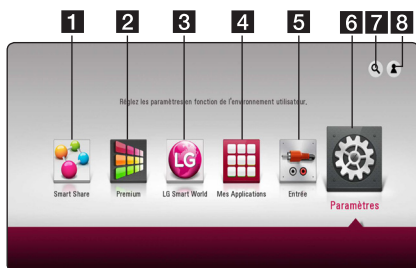 1 2 3 4 5 6 7 8
Réglez les paramètres en fonction de l'environnement utilisateur.
LG
Smart Share Premium LG Smart World Mes Applications Entrée
Paramètres